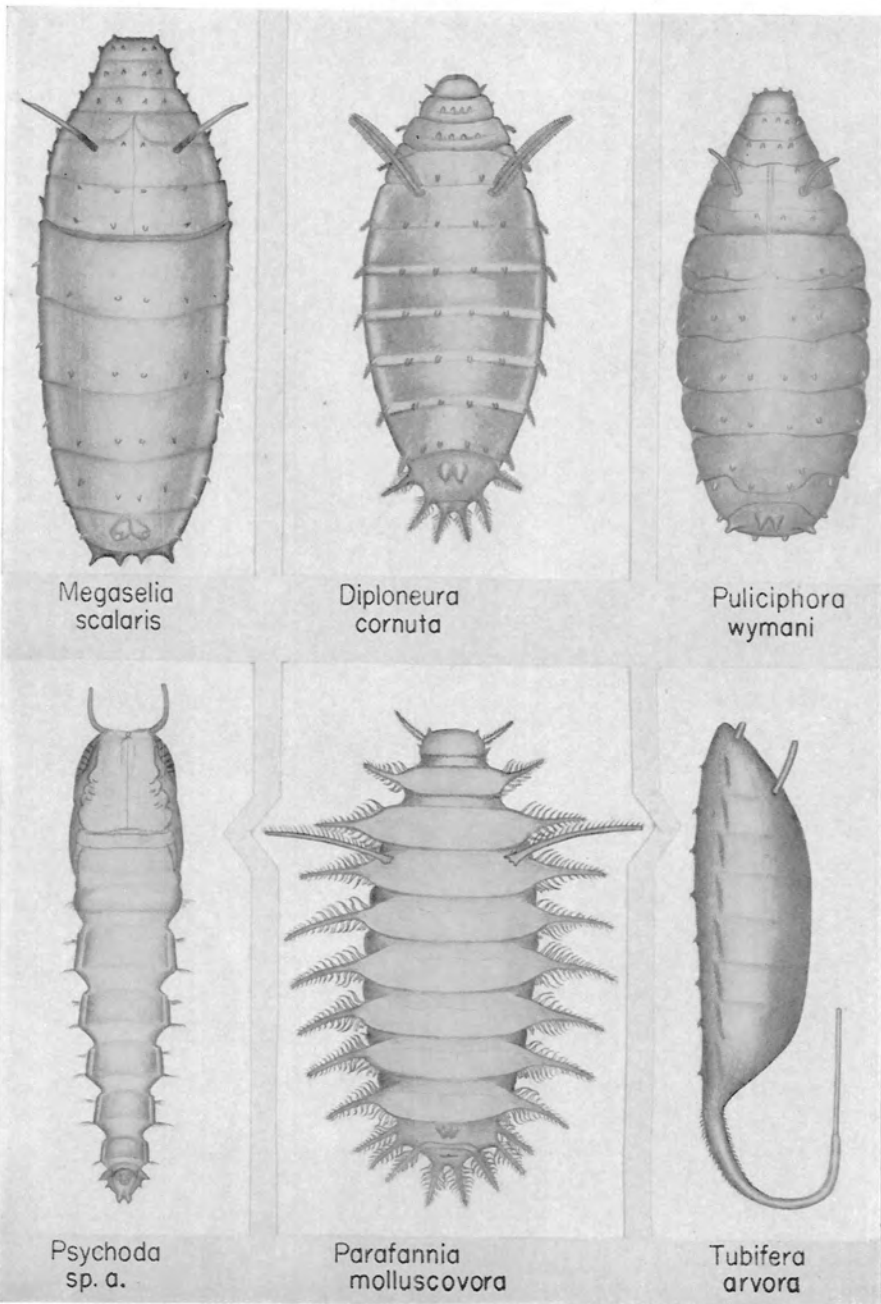 Megaselia
scalaris
Diploneura
cornuta
Puliciphora
wymani
Psychoda
sp. a.
Parafannia
molluscovora
Tubifera
arvora